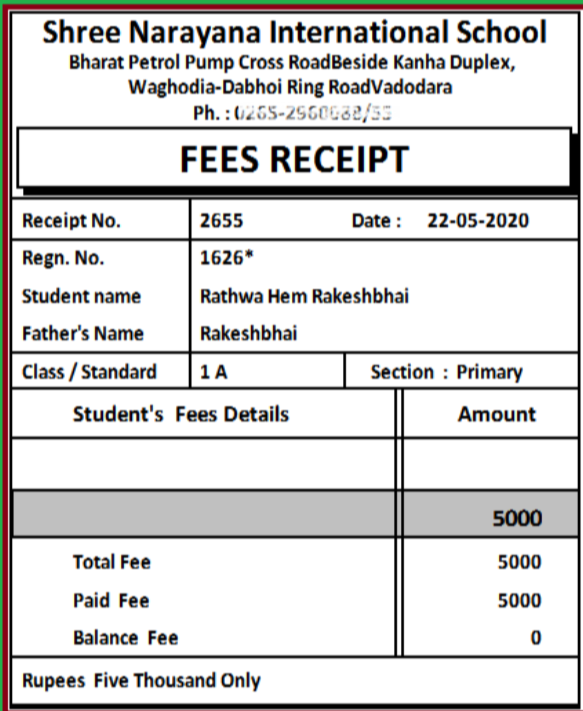 Shree Narayana International School
Bharat Petrol Pump Cross RoadBeside Kanha Duplex,
Waghodia-Dabhoi Ring RoadVadodara
Ph. :
FEES RECEIPT
Receipt No. 2655 Date : 22-05-2020
Regn. No. 1626*
Student name Rathwa Hem Rakeshbhai
Father's Name Rakeshbhai
Class / Standard 1 A Section : Primary
Student's Fees Details Amount
5000
Total Fee 5000
Paid Fee 5000
Balance Fee 0
Rupees Five Thousand Only